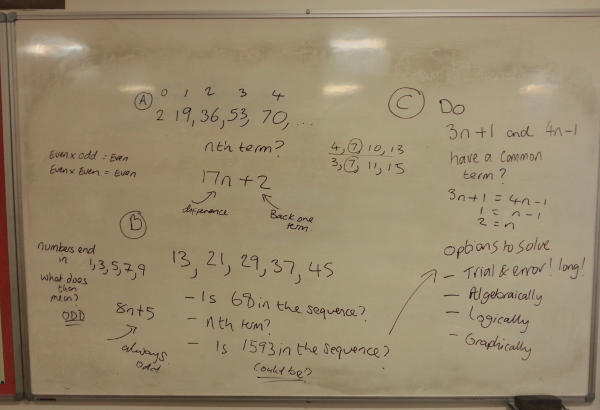 A
0 1 2 3 4
2 19, 36, 53, 70, ...
nth term?
17n + 2
difference
Back one
term.
Even x odd = Even
Even x Even = Even
B
numbers end
in
1, 3, 5, 7, 9
what does
then
mean?
ODD
8n+5
always
odd
13, 21, 29, 37, 45
- Is 68 in the sequence?
- nth term?
- Is 1593 in the sequence?
could be?
C Do
3n+1 and 4n-1
have a common
term?
4, 7, 10, 13
3, 7, 11, 15
3n+1 = 4n-1
1 = n-1
2 = n
options to solve
- Trial & error! long!
- Algebraically
- Logically
- Graphically